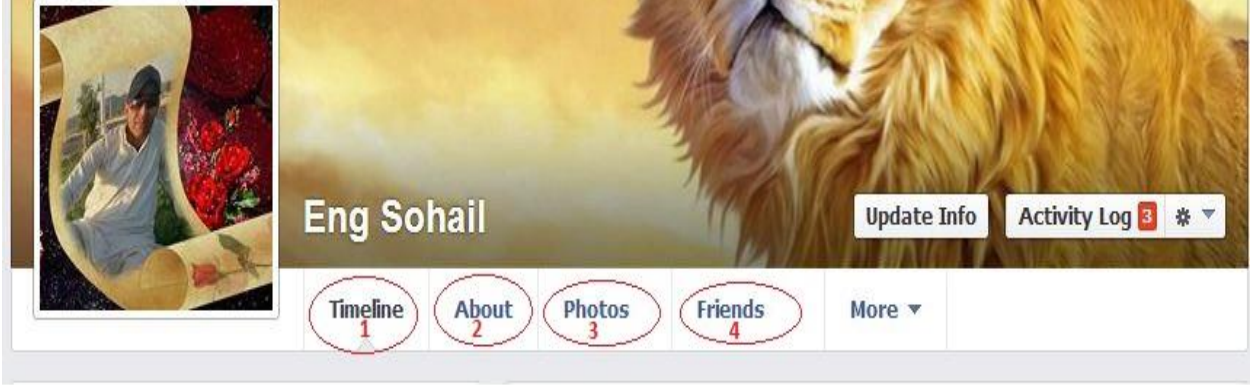 Eng Sohail
Update Info Activity Log 3
Timeline About Photos Friends More
1 2 3 4